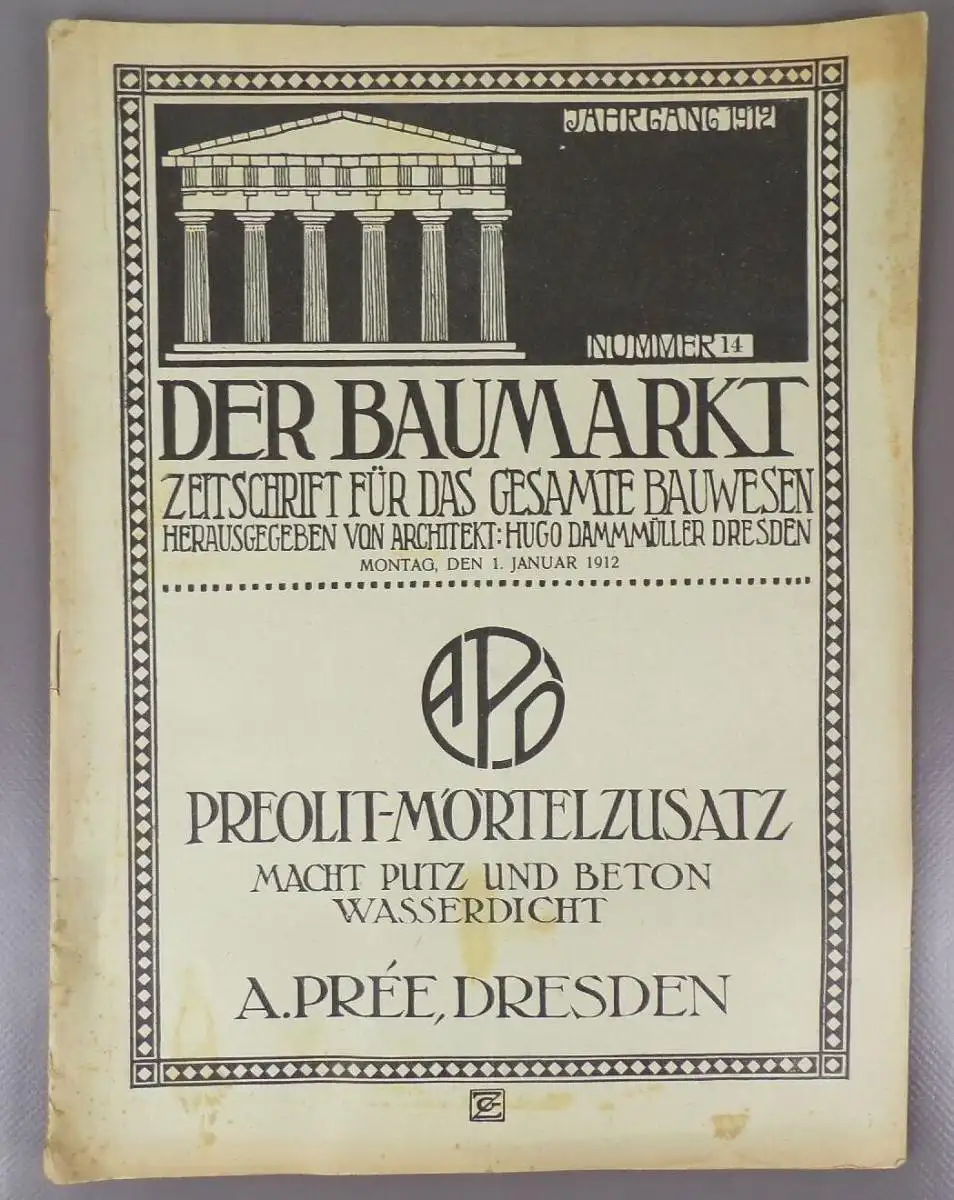 JAHRGANG 1912
NUMMER 14
DER BAUMARKT
ZEITSCHRIFT FÜR DAS GESAMTE BAUWESEN
HERAUSGEGEBEN VON ARCHITEKT: HUGO DAMMMÜLLER DRESDEN
MONTAG, DEN 1. JANUAR 1912
APD
PREOLIT-MÖRTELZUSATZ
MACHT PUTZ UND BETON
WASSERDICHT
A. PRÉE, DRESDEN